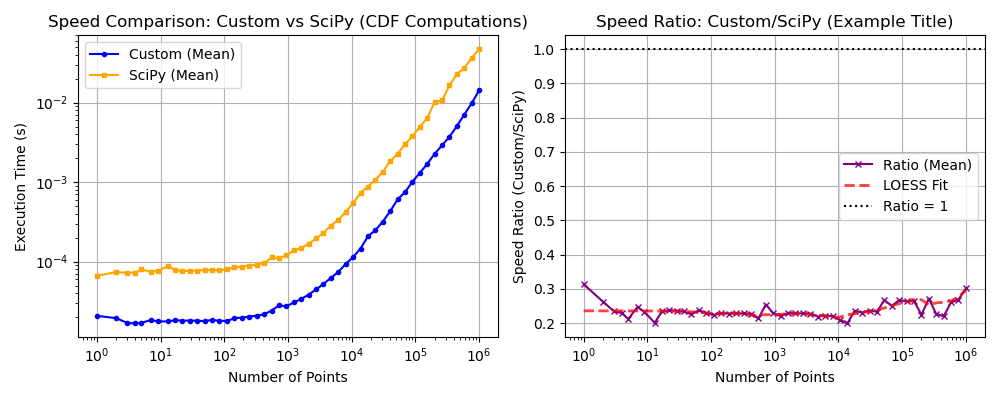 Speed Comparison: Custom vs SciPy (CDF Computations)
Custom (Mean)
SciPy (Mean)
Execution Time (s)
10⁻²
10⁻³
10⁻⁴
10⁰ 10¹ 10² 10³ 10⁴ 10⁵ 10⁶
Number of Points
Speed Ratio: Custom/SciPy (Example Title)
Speed Ratio (Custom/SciPy)
1.0
0.9
0.8
0.7
0.6
0.5
0.4
0.3
0.2
Ratio (Mean)
LOESS Fit
Ratio = 1
10⁰ 10¹ 10² 10³ 10⁴ 10⁵ 10⁶
Number of Points